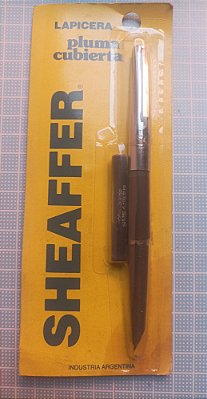 LAPICERA
pluma
cubierta
SHEAFFER®
INDUSTRIA ARGENTINA